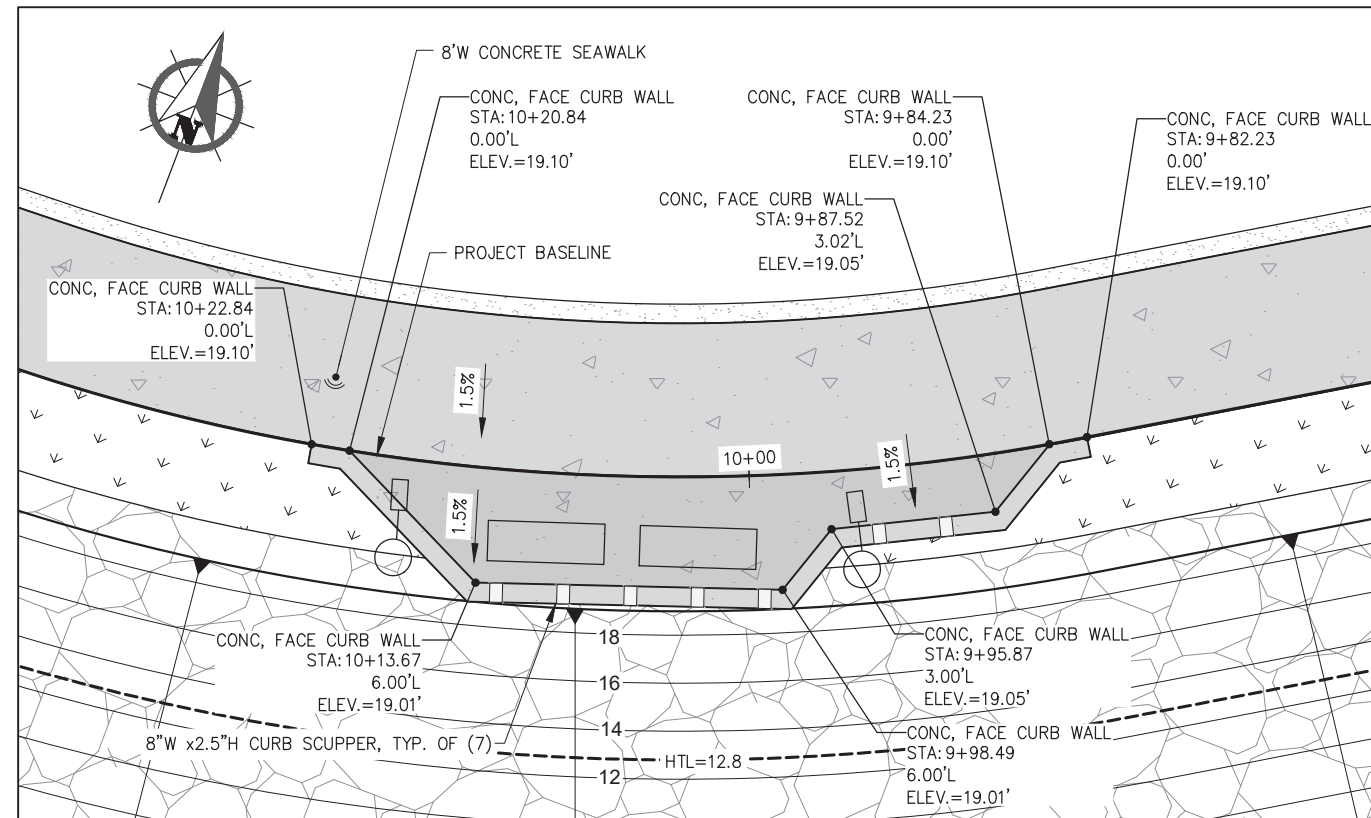 8'W CONCRETE SEAWALK
CONC, FACE CURB WALL
STA: 10+20.84
0.00'L
ELEV.=19.10'
CONC, FACE CURB WALL
STA: 9+84.23
0.00'
ELEV.=19.10'
CONC, FACE CURB WALL
STA: 9+82.23
0.00'
ELEV.=19.10'
N
CONC, FACE CURB WALL
STA: 9+87.52
3.02'L
ELEV.=19.05'
PROJECT BASELINE
CONC, FACE CURB WALL
STA: 10+22.84
0.00'L
ELEV.=19.10'
1.5%
10+00
1.5%
1.5%
CONC, FACE CURB WALL
STA: 10+13.67
6.00'L
ELEV.=19.01'
18
16
14
12
CONC, FACE CURB WALL
STA: 9+95.87
3.00'L
ELEV.=19.05'
8"W x2.5"H CURB SCUPPER, TYP. OF (7)
HTL=12.8
CONC, FACE CURB WALL
STA: 9+98.49
6.00'L
ELEV.=19.01'